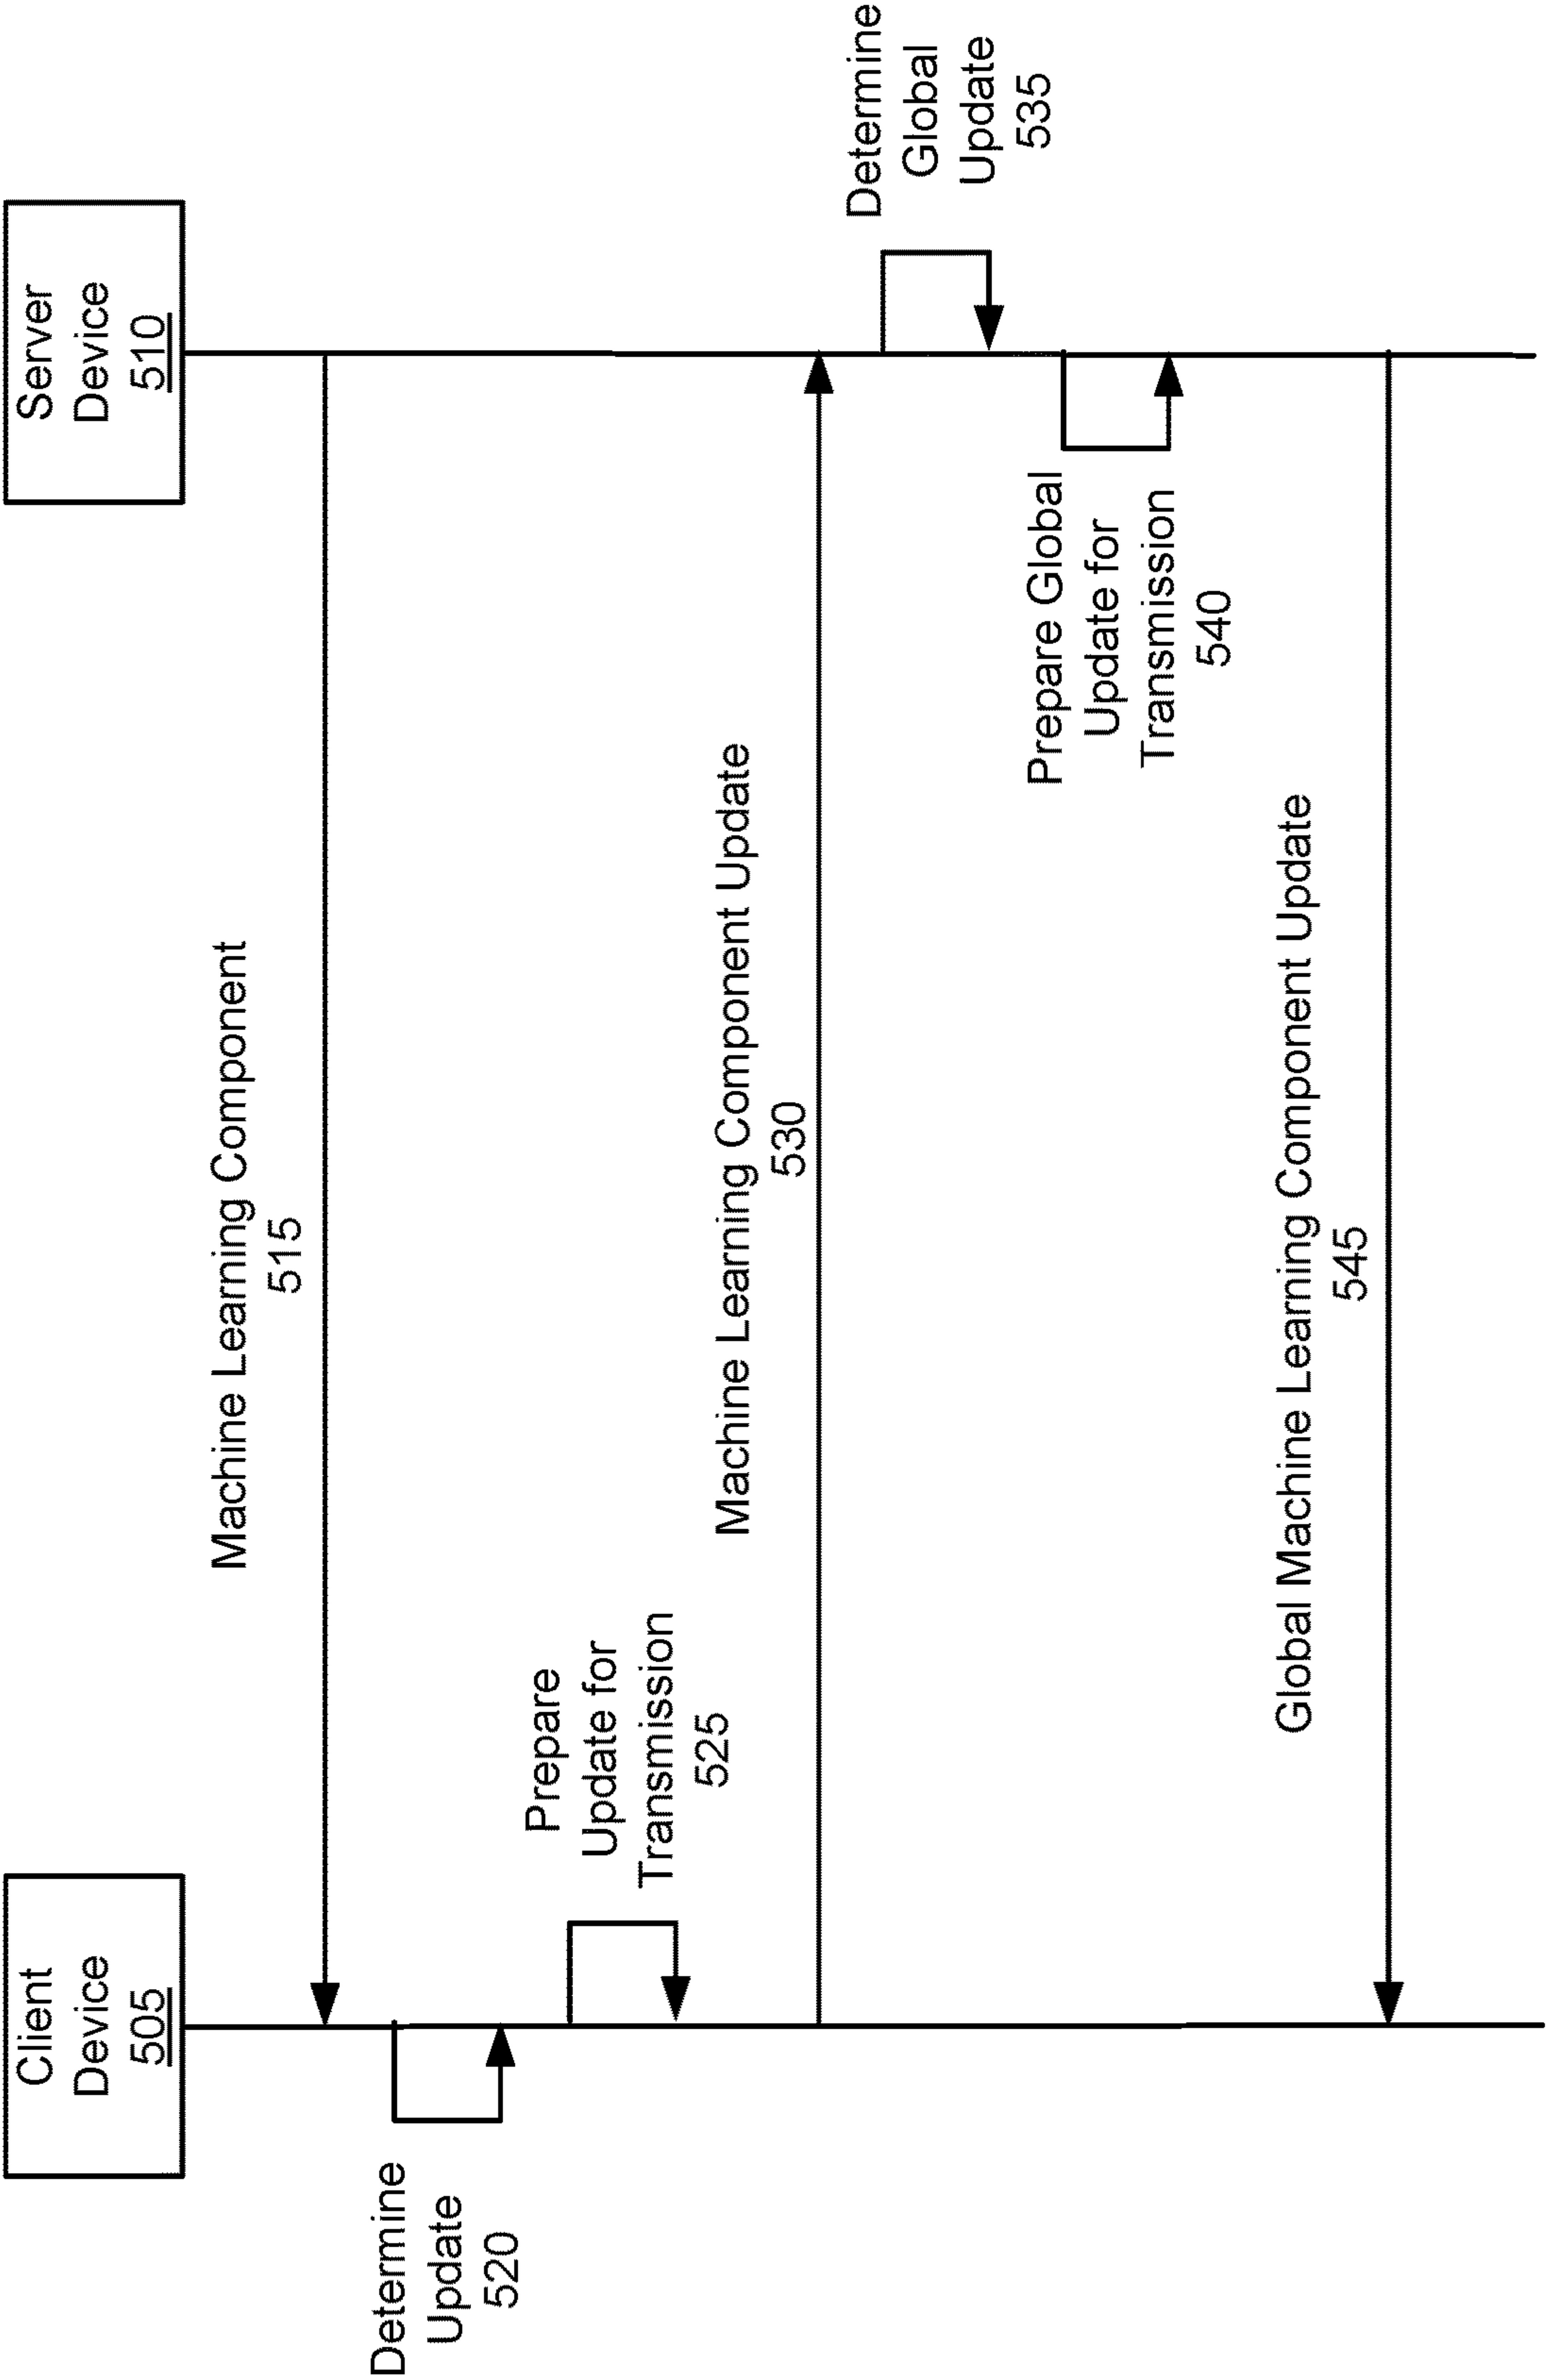 Client
Device
505
Server
Device
510
Machine Learning Component
515
Determine
Update
520
Prepare
Update for
Transmission
525
Machine Learning Component Update
530
Determine
Global
Update
535
Prepare Global
Update for
Transmission
540
Global Machine Learning Component Update
545